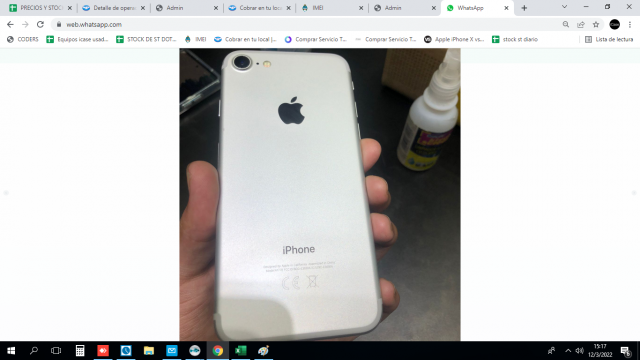 PRECIOS Y STOC
Detalle de opera
Admin
Cobrar en tu local
IMEI
Admin
WhatsApp
web.whatsapp.com
CODERS
Equipos icase usad...
STOCK DE ST DOT...
IMEI
Cobrar en tu local |...
Comprar Servicio T...
Comprar Servicio T...
Apple iPhone X vs...
stock st diario
Lista de lectura
iPhone
15:17
12/3/2022